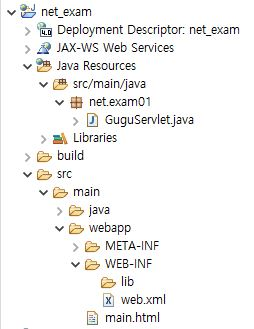 net_exam
Deployment Descriptor: net_exam
JAX-WS Web Services
Java Resources
src/main/java
net.exam01
GuguServlet.java
Libraries
build
src
main
java
webapp
META-INF
WEB-INF
lib
web.xml
main.html